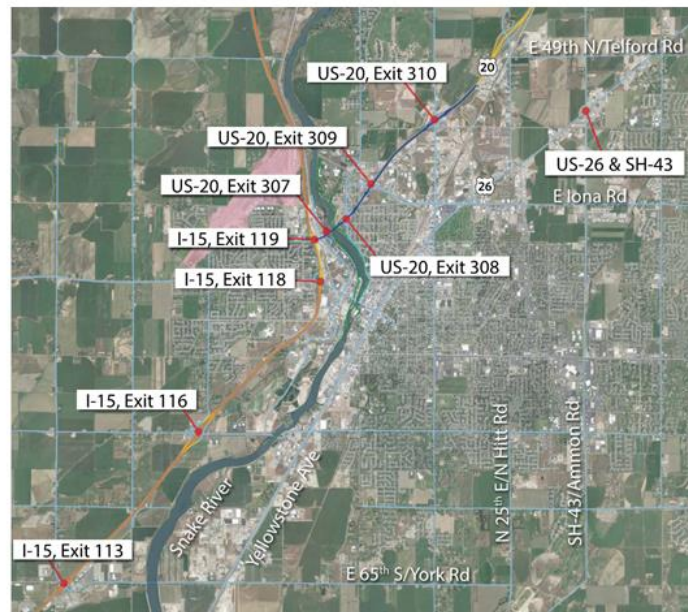 E 49th N/Telford Rd
20
US-20, Exit 310
US-20, Exit 309
US-26 & SH-43
26
US-20, Exit 307
E Iona Rd
I-15, Exit 119
US-20, Exit 308
I-15, Exit 118
I-15, Exit 116
N 25th E/N Hitt Rd
SH-43/Ammon Rd
Snake River
Yellowstone Ave
I-15, Exit 113
E 65th S/York Rd